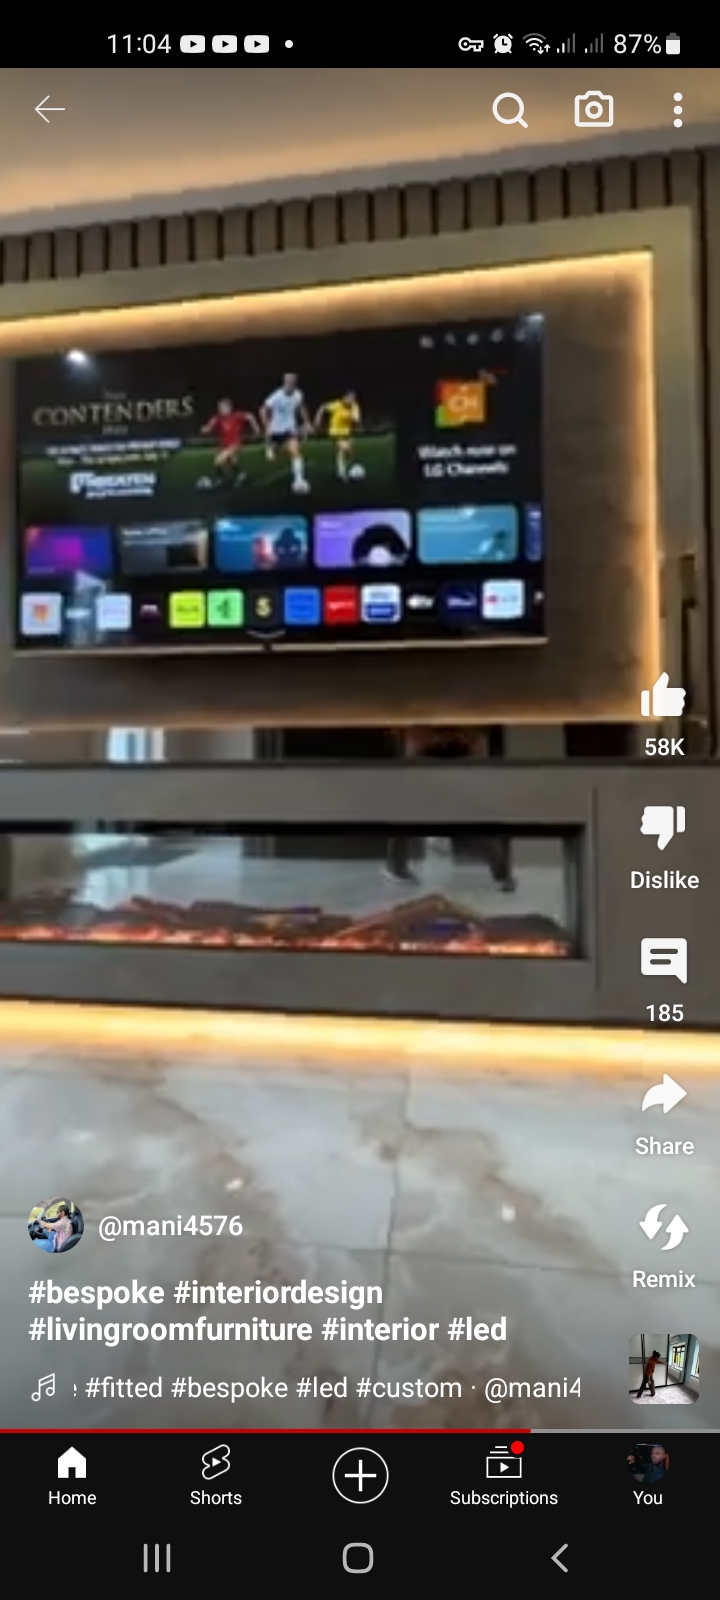 11:04
87%
CONTENDERS
Watch now on
LG Channels
58K
Dislike
185
Share
@mani4576
Remix
#bespoke #interiordesign
#livingroomfurniture #interior #led
#fitted #bespoke #led #custom · @mani4
Home
Shorts
Subscriptions
You